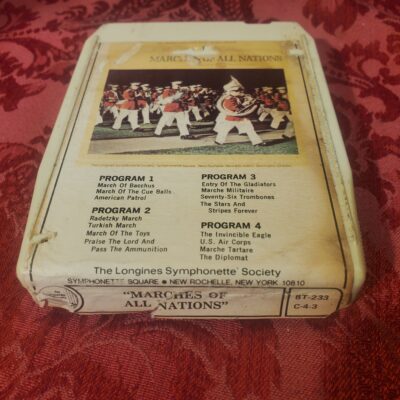 MARCHES OF ALL NATIONS
PROGRAM 1
March Of Bacchus
March Of The Cue Balls
American Patrol
PROGRAM 2
Radetzky March
Turkish March
March Of The Toys
Praise The Lord And
Pass The Ammunition
PROGRAM 3
Entry Of The Gladiators
Marche Militaire
Seventy-Six Trombones
The Stars And
Stripes Forever
PROGRAM 4
The Invincible Eagle
U.S. Air Corps
Marche Tartare
The Diplomat
The Longines Symphonette Society
SYMPHONETTE SQUARE • NEW ROCHELLE, NEW YORK 10810
"MARCHES OF
ALL NATIONS"
8T-233
C-4-3